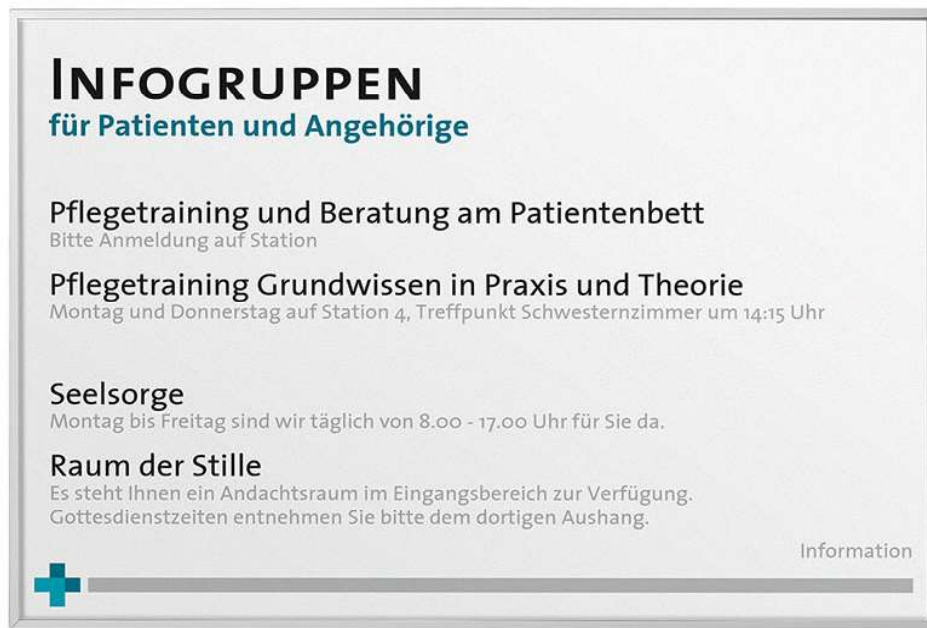 INFOGRUPPEN
für Patienten und Angehörige
Pflegetraining und Beratung am Patientenbett
Bitte Anmeldung auf Station
Pflegetraining Grundwissen in Praxis und Theorie
Montag und Donnerstag auf Station 4, Treffpunkt Schwesternzimmer um 14:15 Uhr
Seelsorge
Montag bis Freitag sind wir täglich von 8.00 - 17.00 Uhr für Sie da.
Raum der Stille
Es steht Ihnen ein Andachtsraum im Eingangsbereich zur Verfügung.
Gottesdienstzeiten entnehmen Sie bitte dem dortigen Aushang.
Information